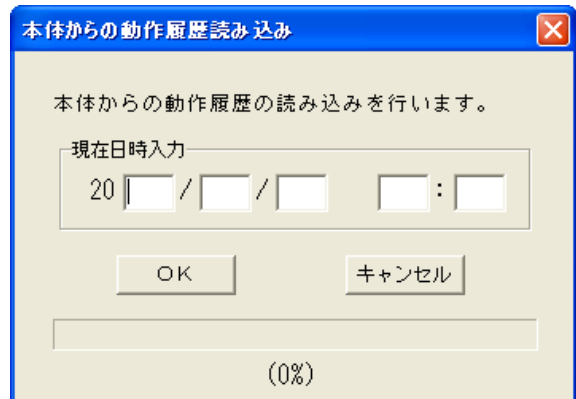 本体からの動作履歴読み込み
本体からの動作履歴の読み込みを行います。
現在日時入力
20 / / :
OK キャンセル
(0%)